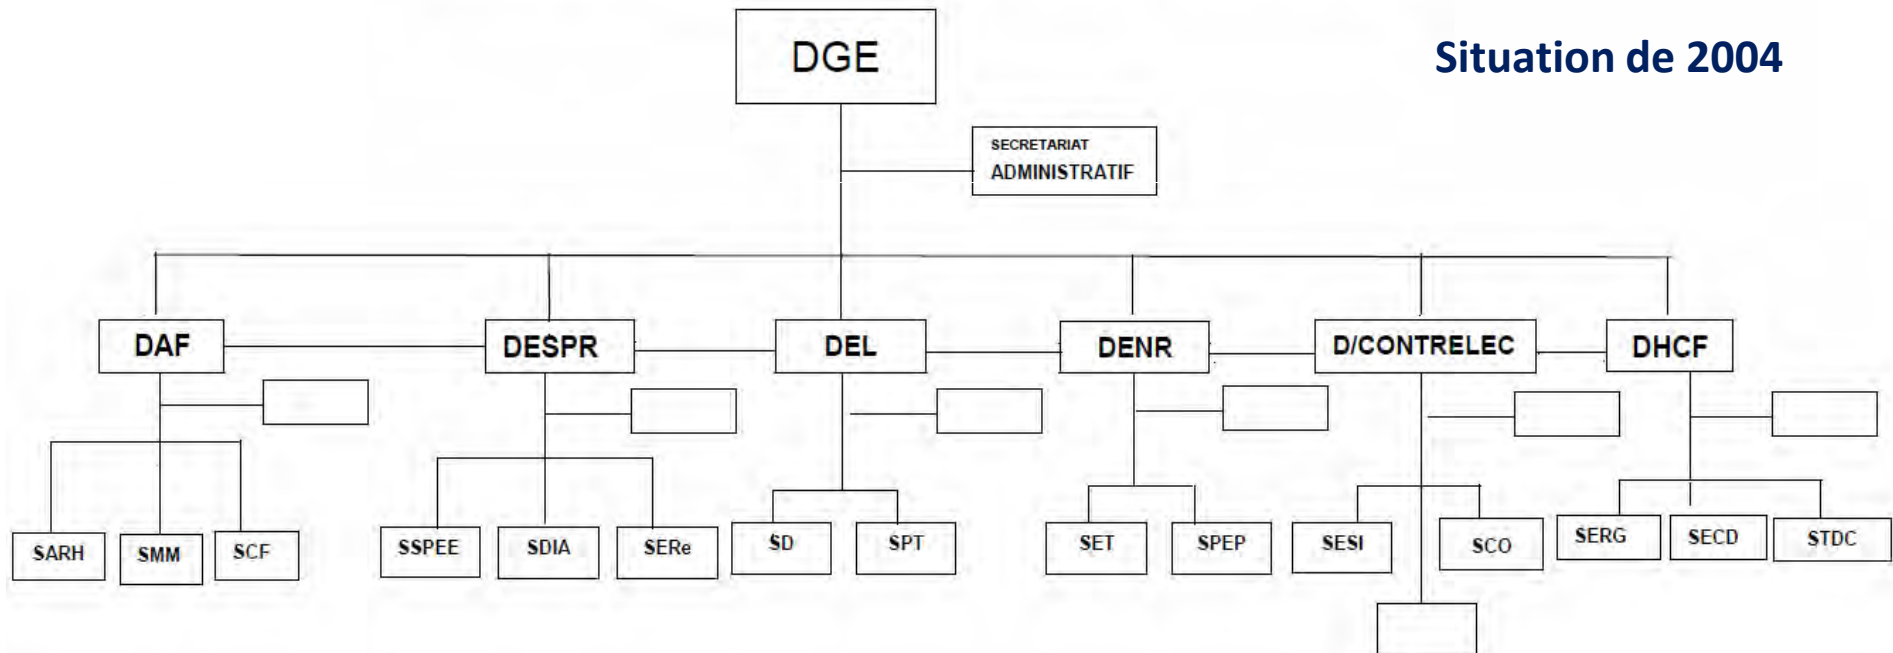 DGE
Situation de 2004
SECRETARIAT
ADMINISTRATIF
DAF
DESPR
DEL
DENR
D/CONTRELEC
DHCF
SARH
SMM
SCF
SSPEE
SDIA
SERe
SD
SPT
SET
SPEP
SESI
SCO
SERG
SECD
STDC